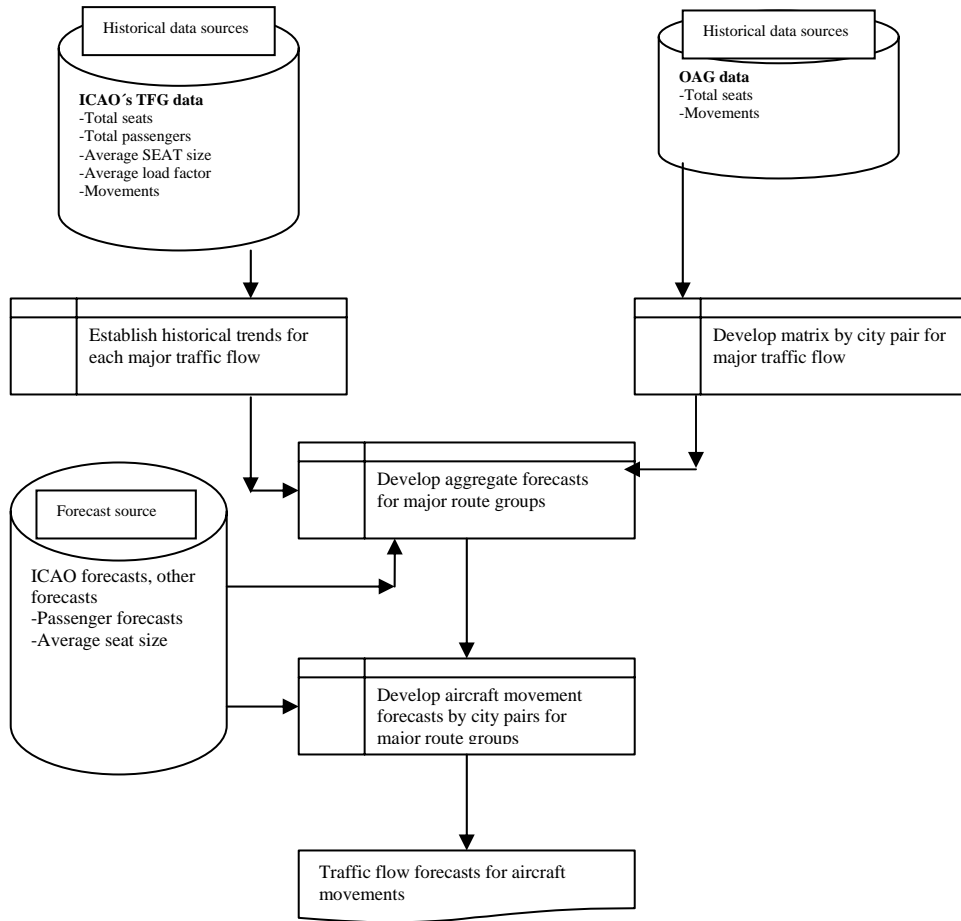 Historical data sources
ICAO´s TFG data
-Total seats
-Total passengers
-Average SEAT size
-Average load factor
-Movements
Historical data sources
OAG data
-Total seats
-Movements
Establish historical trends for
each major traffic flow
Develop matrix by city pair for
major traffic flow
Develop aggregate forecasts
for major route groups
Forecast source
ICAO forecasts, other
forecasts
-Passenger forecasts
-Average seat size
Develop aircraft movement
forecasts by city pairs for
major route groups
Traffic flow forecasts for aircraft
movements